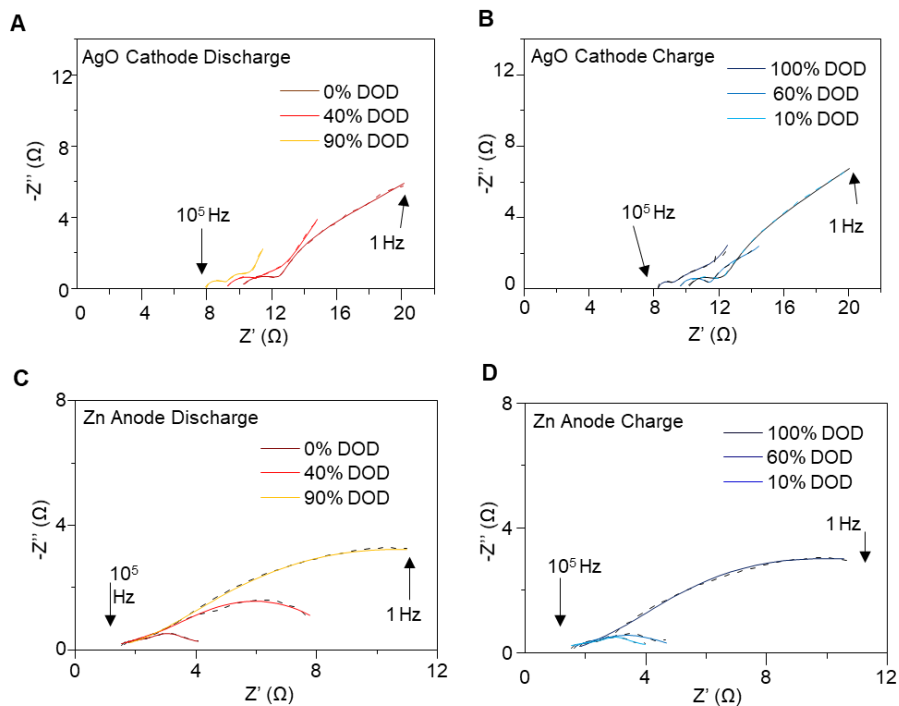 A
AgO Cathode Discharge
0% DOD
40% DOD
90% DOD
10⁵ Hz
1 Hz
-Z'' (Ω)
12
8
4
0
0 4 8 12 16 20
Z' (Ω)
B
AgO Cathode Charge
100% DOD
60% DOD
10% DOD
10⁵ Hz
1 Hz
12
8
4
0
0 4 8 12 16 20
Z' (Ω)
C
Zn Anode Discharge
0% DOD
40% DOD
90% DOD
10⁵
Hz
1 Hz
-Z'' (Ω)
8
4
0
0 4 8 12
Z' (Ω)
D
Zn Anode Charge
100% DOD
60% DOD
10% DOD
10⁵ Hz
1 Hz
-Z'' (Ω)
8
4
0
0 4 8 12
Z' (Ω)